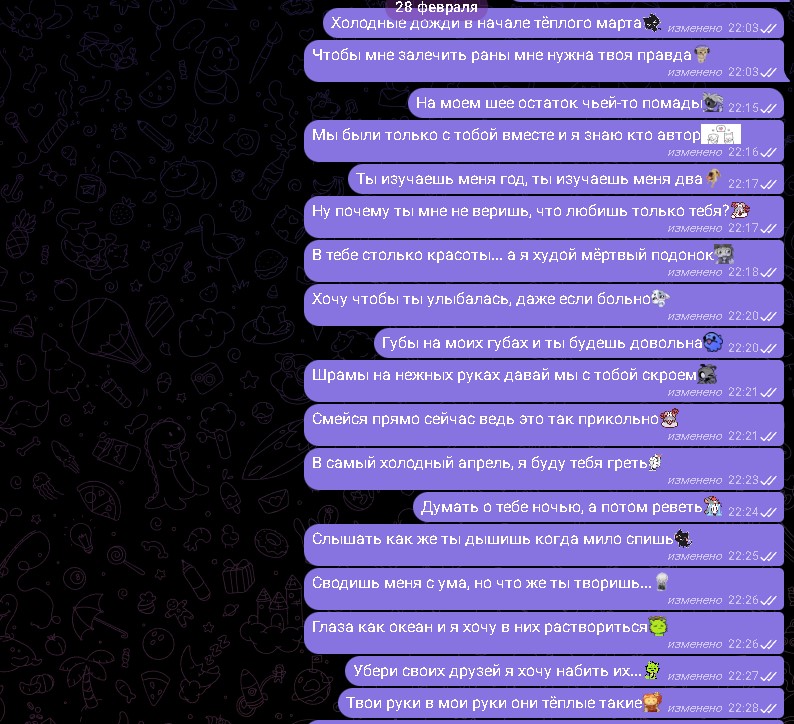 28 февраля
Холодные дожди в начале тёплого марта
изменено 22:03
Чтобы мне залечить раны мне нужна твоя правда
изменено 22:03
На моем шее остаток чьей-то помады
22:15
Мы были только с тобой вместе и я знаю кто автор
изменено 22:16
Ты изучаешь меня год, ты изучаешь меня два
изменено 22:17
Ну почему ты мне не веришь, что любишь только тебя?
изменено 22:17
В тебе столько красоты... а я худой мёртвый подонок
изменено 22:18
Хочу чтобы ты улыбалась, даже если больно
изменено 22:20
Губы на моих губах и ты будешь довольна
22:20
Шрамы на нежных руках давай мы с тобой скроем
изменено 22:21
Смейся прямо сейчас ведь это так прикольно
изменено 22:21
В самый холодный апрель, я буду тебя греть
изменено 22:23
Думать о тебе ночью, а потом реветь
22:24
Слышать как же ты дышишь когда мило спишь
изменено 22:25
Сводишь меня с ума, но что же ты творишь...
изменено 22:26
Глаза как океан и я хочу в них раствориться
изменено 22:26
Убери своих друзей я хочу набить их...
изменено 22:27
Твои руки в мои руки они тёплые такие
изменено 22:28